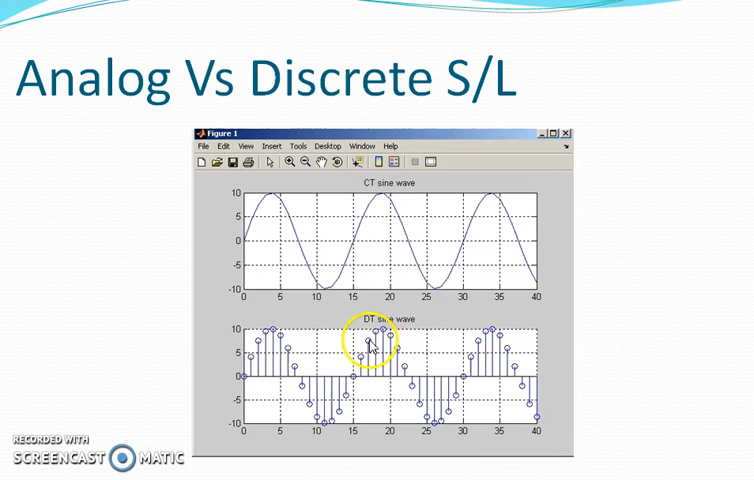 Analog Vs Discrete S/L
Figure 1
File Edit View Insert Tools Desktop Window Help
CT sine wave
10
5
0
-5
-10
0 5 10 15 20 25 30 35 40
DT sine wave
10
5
0
-5
-10
0 5 10 15 20 25 30 35 40
RECORDED WITH
SCREENCAST MATIC